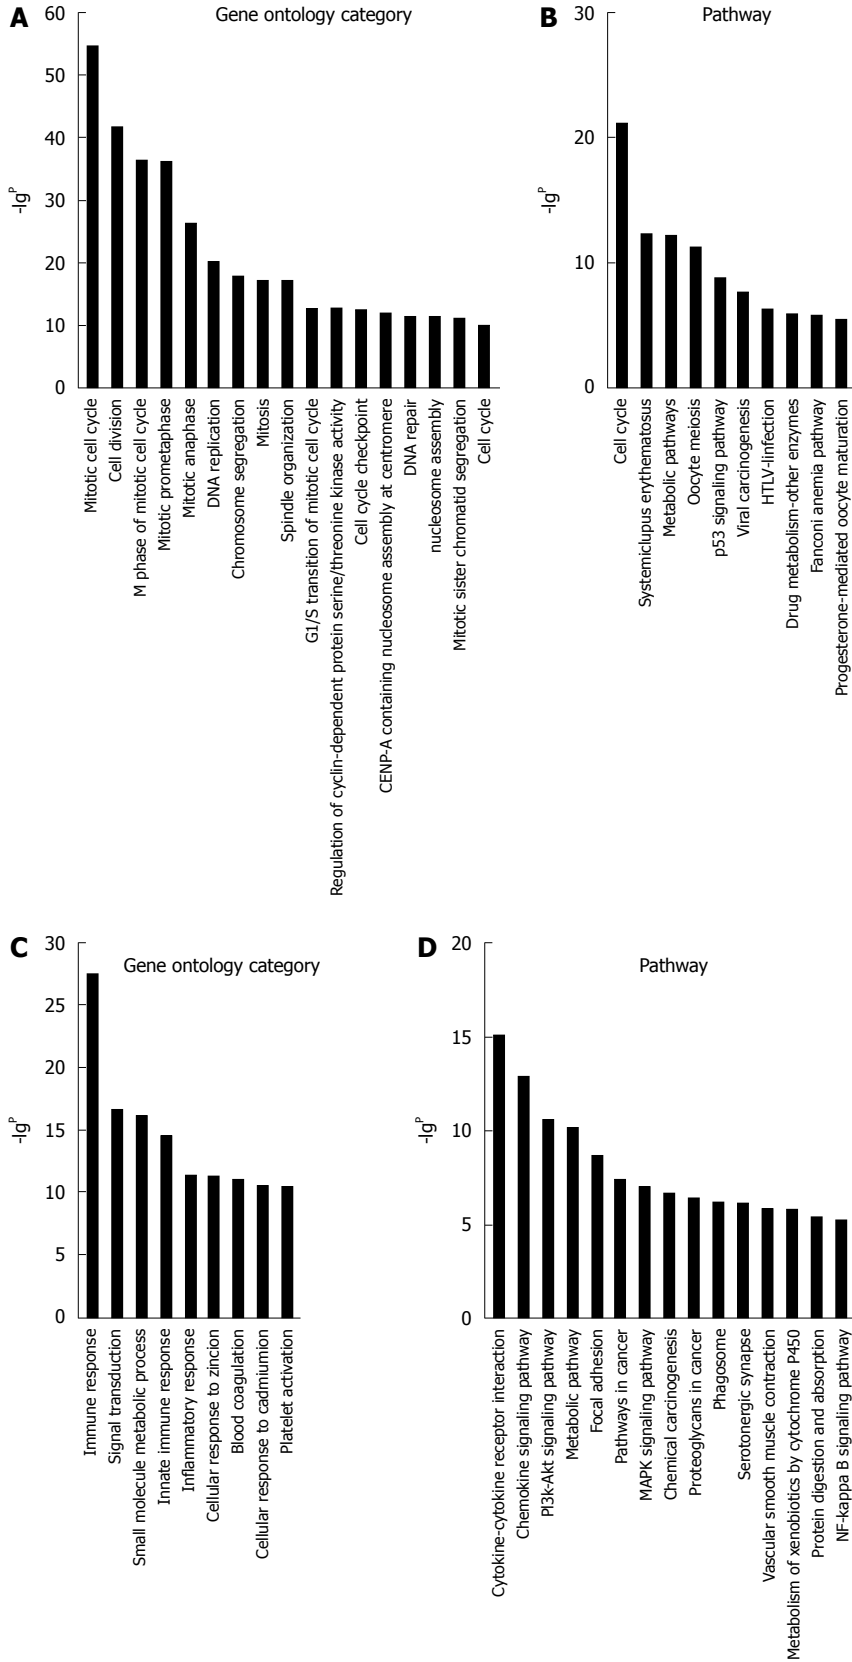 A
Gene ontology category
60
50
40
30
20
10
0
-lgP
Mitotic cell cycle
Cell division
M phase of mitotic cell cycle
Mitotic prometaphase
Mitotic anaphase
DNA replication
Chromosome segregation
Mitosis
Spindle organization
G1/S transition of mitotic cell cycle
Regulation of cyclin-dependent protein serine/threonine kinase activity
Cell cycle checkpoint
CENP-A containing nucleosome assembly at centromere
DNA repair
nucleosome assembly
Mitotic sister chromatid segregation
Cell cycle
B
Pathway
30
20
10
0
-lgP
Cell cycle
Systemiclupus erythematosus
Metabolic pathways
Oocyte meiosis
p53 signaling pathway
Viral carcinogenesis
HTLV-Iinfection
Drug metabolism-other enzymes
Fanconi anemia pathway
Progesterone-mediated oocyte maturation
C
Gene ontology category
30
25
20
15
10
5
0
-lgP
Immune response
Signal transduction
Small molecule metabolic process
Innate immune response
Inflammatory response
Cellular response to zincion
Blood coagulation
Cellular response to cadmiumion
Platelet activation
D
Pathway
20
15
10
5
0
-lgP
Cytokine-cytokine receptor interaction
Chemokine signaling pathway
PI3k-Akt signaling pathway
Metabolic pathway
Focal adhesion
Pathways in cancer
MAPK signaling pathway
Chemical carcinogenesis
Proteoglycans in cancer
Phagosome
Serotonergic synapse
Vascular smooth muscle contraction
Metabolism of xenobiotics by cytochrome P450
Protein digestion and absorption
NF-kappa B signaling pathway